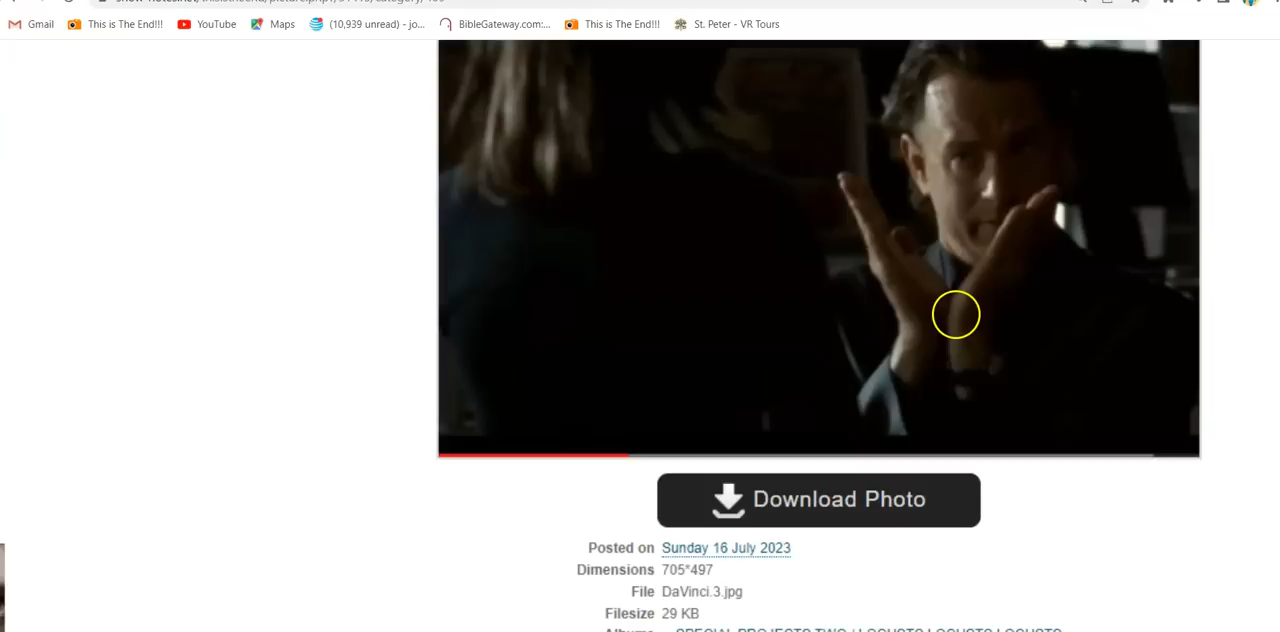 Gmail This is The End!!! YouTube Maps (10,939 unread) - jo... BibleGateway.com:... This is The End!!! St. Peter - VR Tours
Download Photo
Posted on Sunday 16 July 2023
Dimensions 705*497
File DaVinci.3.jpg
Filesize 29 KB